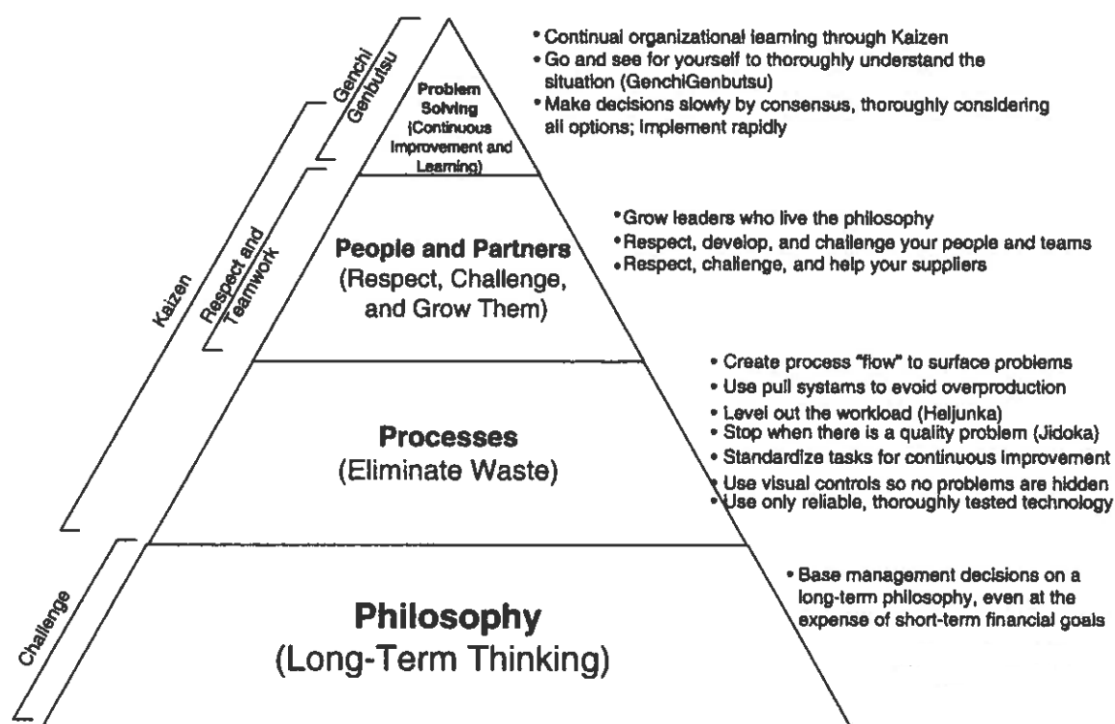 Genchi
Genbutsu
Respect and
Teamwork
Kaizen
Challenge
Problem
Solving
(Continuous
Improvement and
Learning)
• Continual organizational learning through Kaizen
• Go and see for yourself to thoroughly understand the
situation (GenchiGenbutsu)
• Make decisions slowly by consensus, thoroughly considering
all options; implement rapidly
People and Partners
(Respect, Challenge,
and Grow Them)
• Grow leaders who live the philosophy
• Respect, develop, and challenge your people and teams
• Respect, challenge, and help your suppliers
Processes
(Eliminate Waste)
• Create process "flow" to surface problems
• Use pull systams to evoid overproduction
• Level out the workload (Heljunka)
• Stop when there is a quality problem (Jidoka)
• Standardize tasks for continuous improvement
• Use visual controls so no problems are hidden
• Use only reliable, thoroughly tested technology
Philosophy
(Long-Term Thinking)
• Base management decisions on a
long-term philosophy, even at the
expense of short-term financial goals